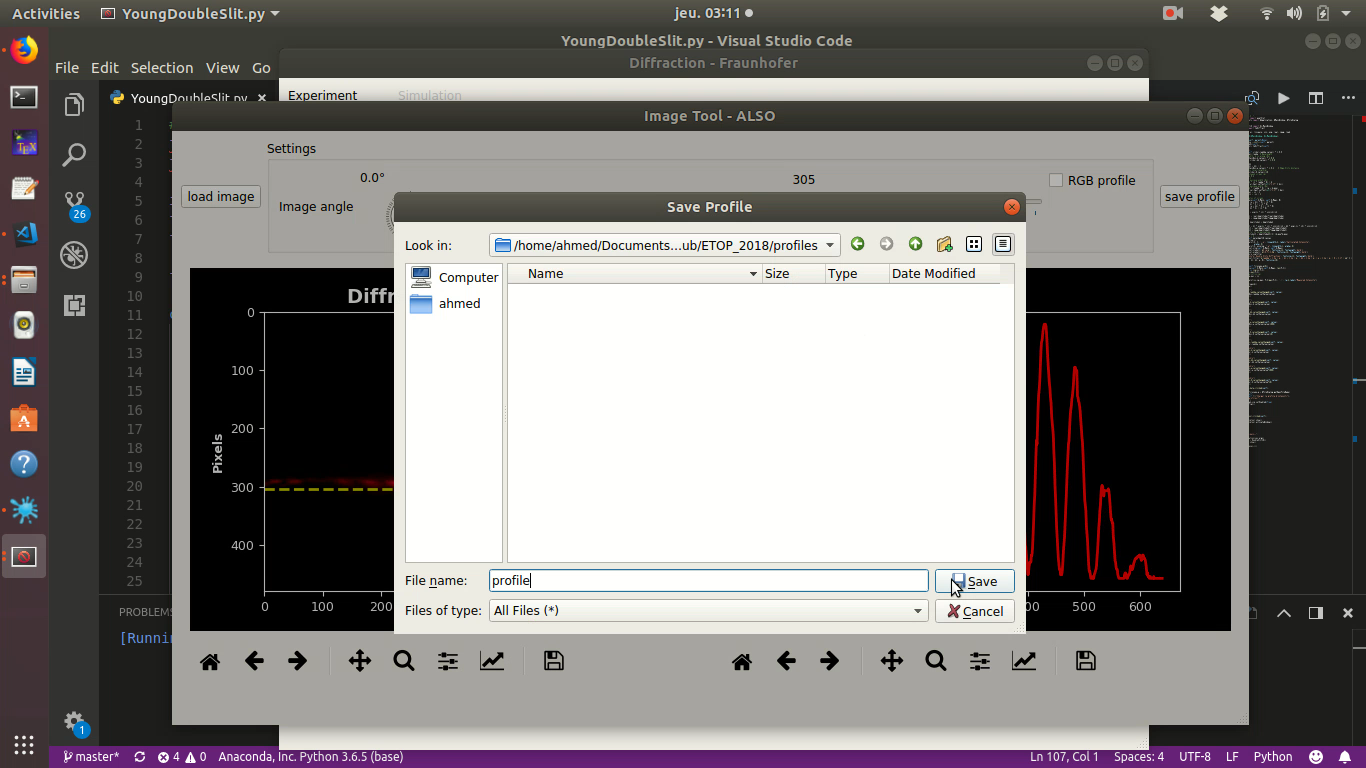 Activities YoungDoubleSlit.py jeu. 03:11
YoungDoubleSlit.py - Visual Studio Code
Diffraction - Fraunhofer
File Edit Selection View Go
Experiment Simulation
YoungDoubleSlit.py
Image Tool - ALSO
Settings
load image
0.0°
Image angle
305
RGB profile
save profile
Save Profile
Look in: /home/ahmed/Documents...ub/ETOP_2018/profiles
Computer
ahmed
Name Size Type Date Modified
File name: profile Save
Files of type: All Files (*) Cancel
Diffr
Pixels
0
100
200
300
400
0 100 200
00 500 600
1
2
3
4
5
6
7
8
9
10
11
12
13
14
15
16
17
18
19
20
21
22
23
24
25
26
TEX
PROBLEMS
[Runnin
1
master* 4 0 Anaconda, Inc. Python 3.6.5 (base) Ln 107, Col 1 Spaces: 4 UTF-8 LF Python